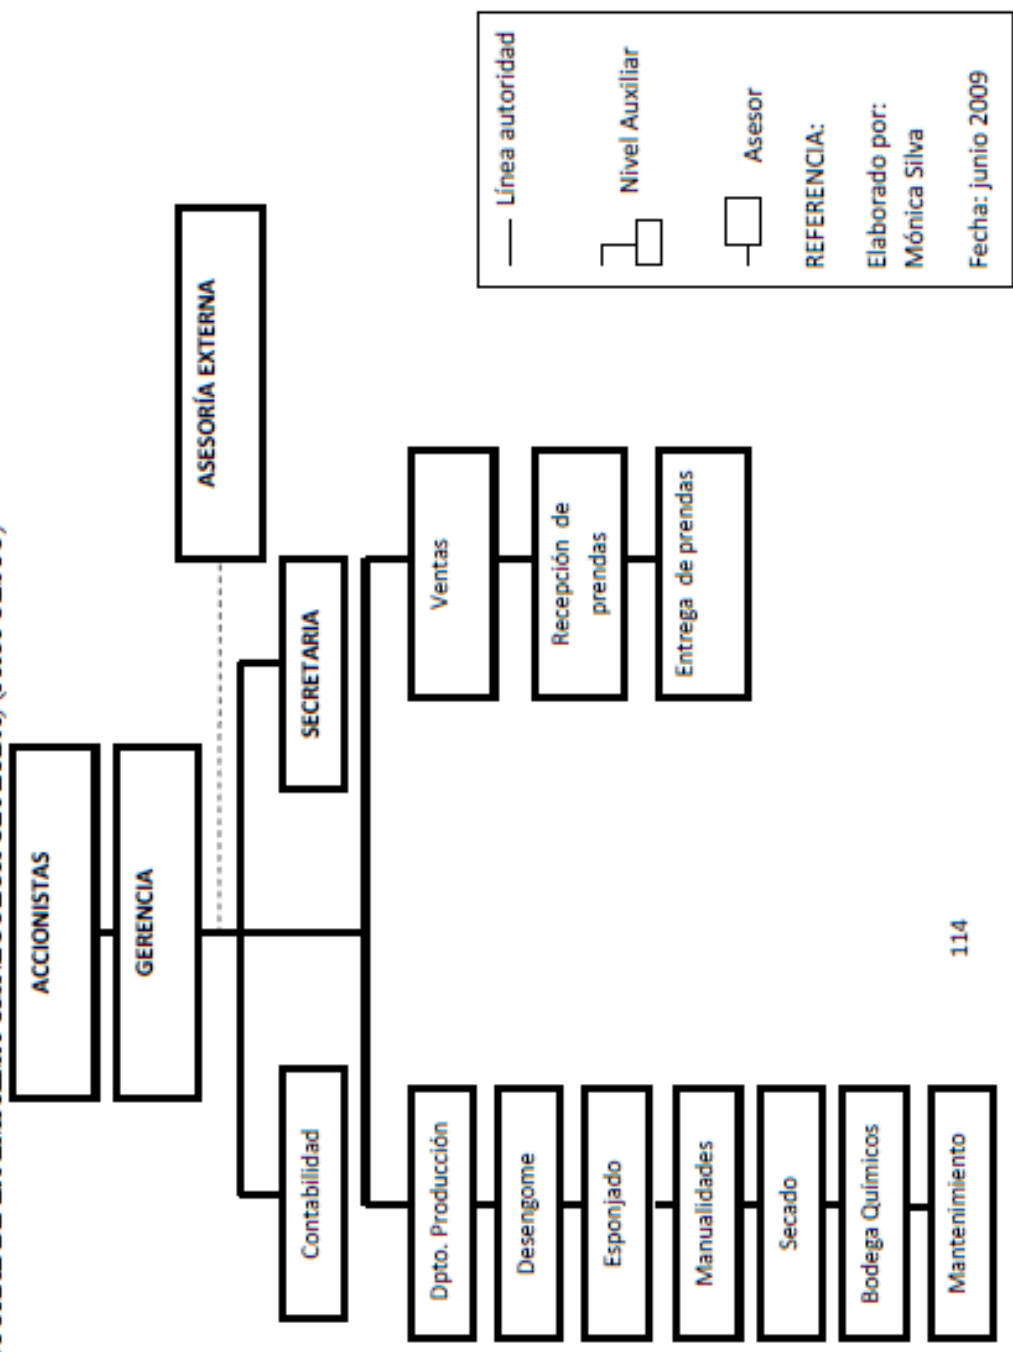 ACCIONISTAS
GERENCIA
ASESORÍA EXTERNA
Contabilidad
SECRETARIA
Dpto. Producción
Desengome
Esponjado
Manualidades
Secado
Bodega Químicos
Mantenimiento
Ventas
Recepción de
prendas
Entrega de prendas
Línea autoridad
Nivel Auxiliar
Asesor
REFERENCIA:
Elaborado por:
Mónica Silva
Fecha: junio 2009
114